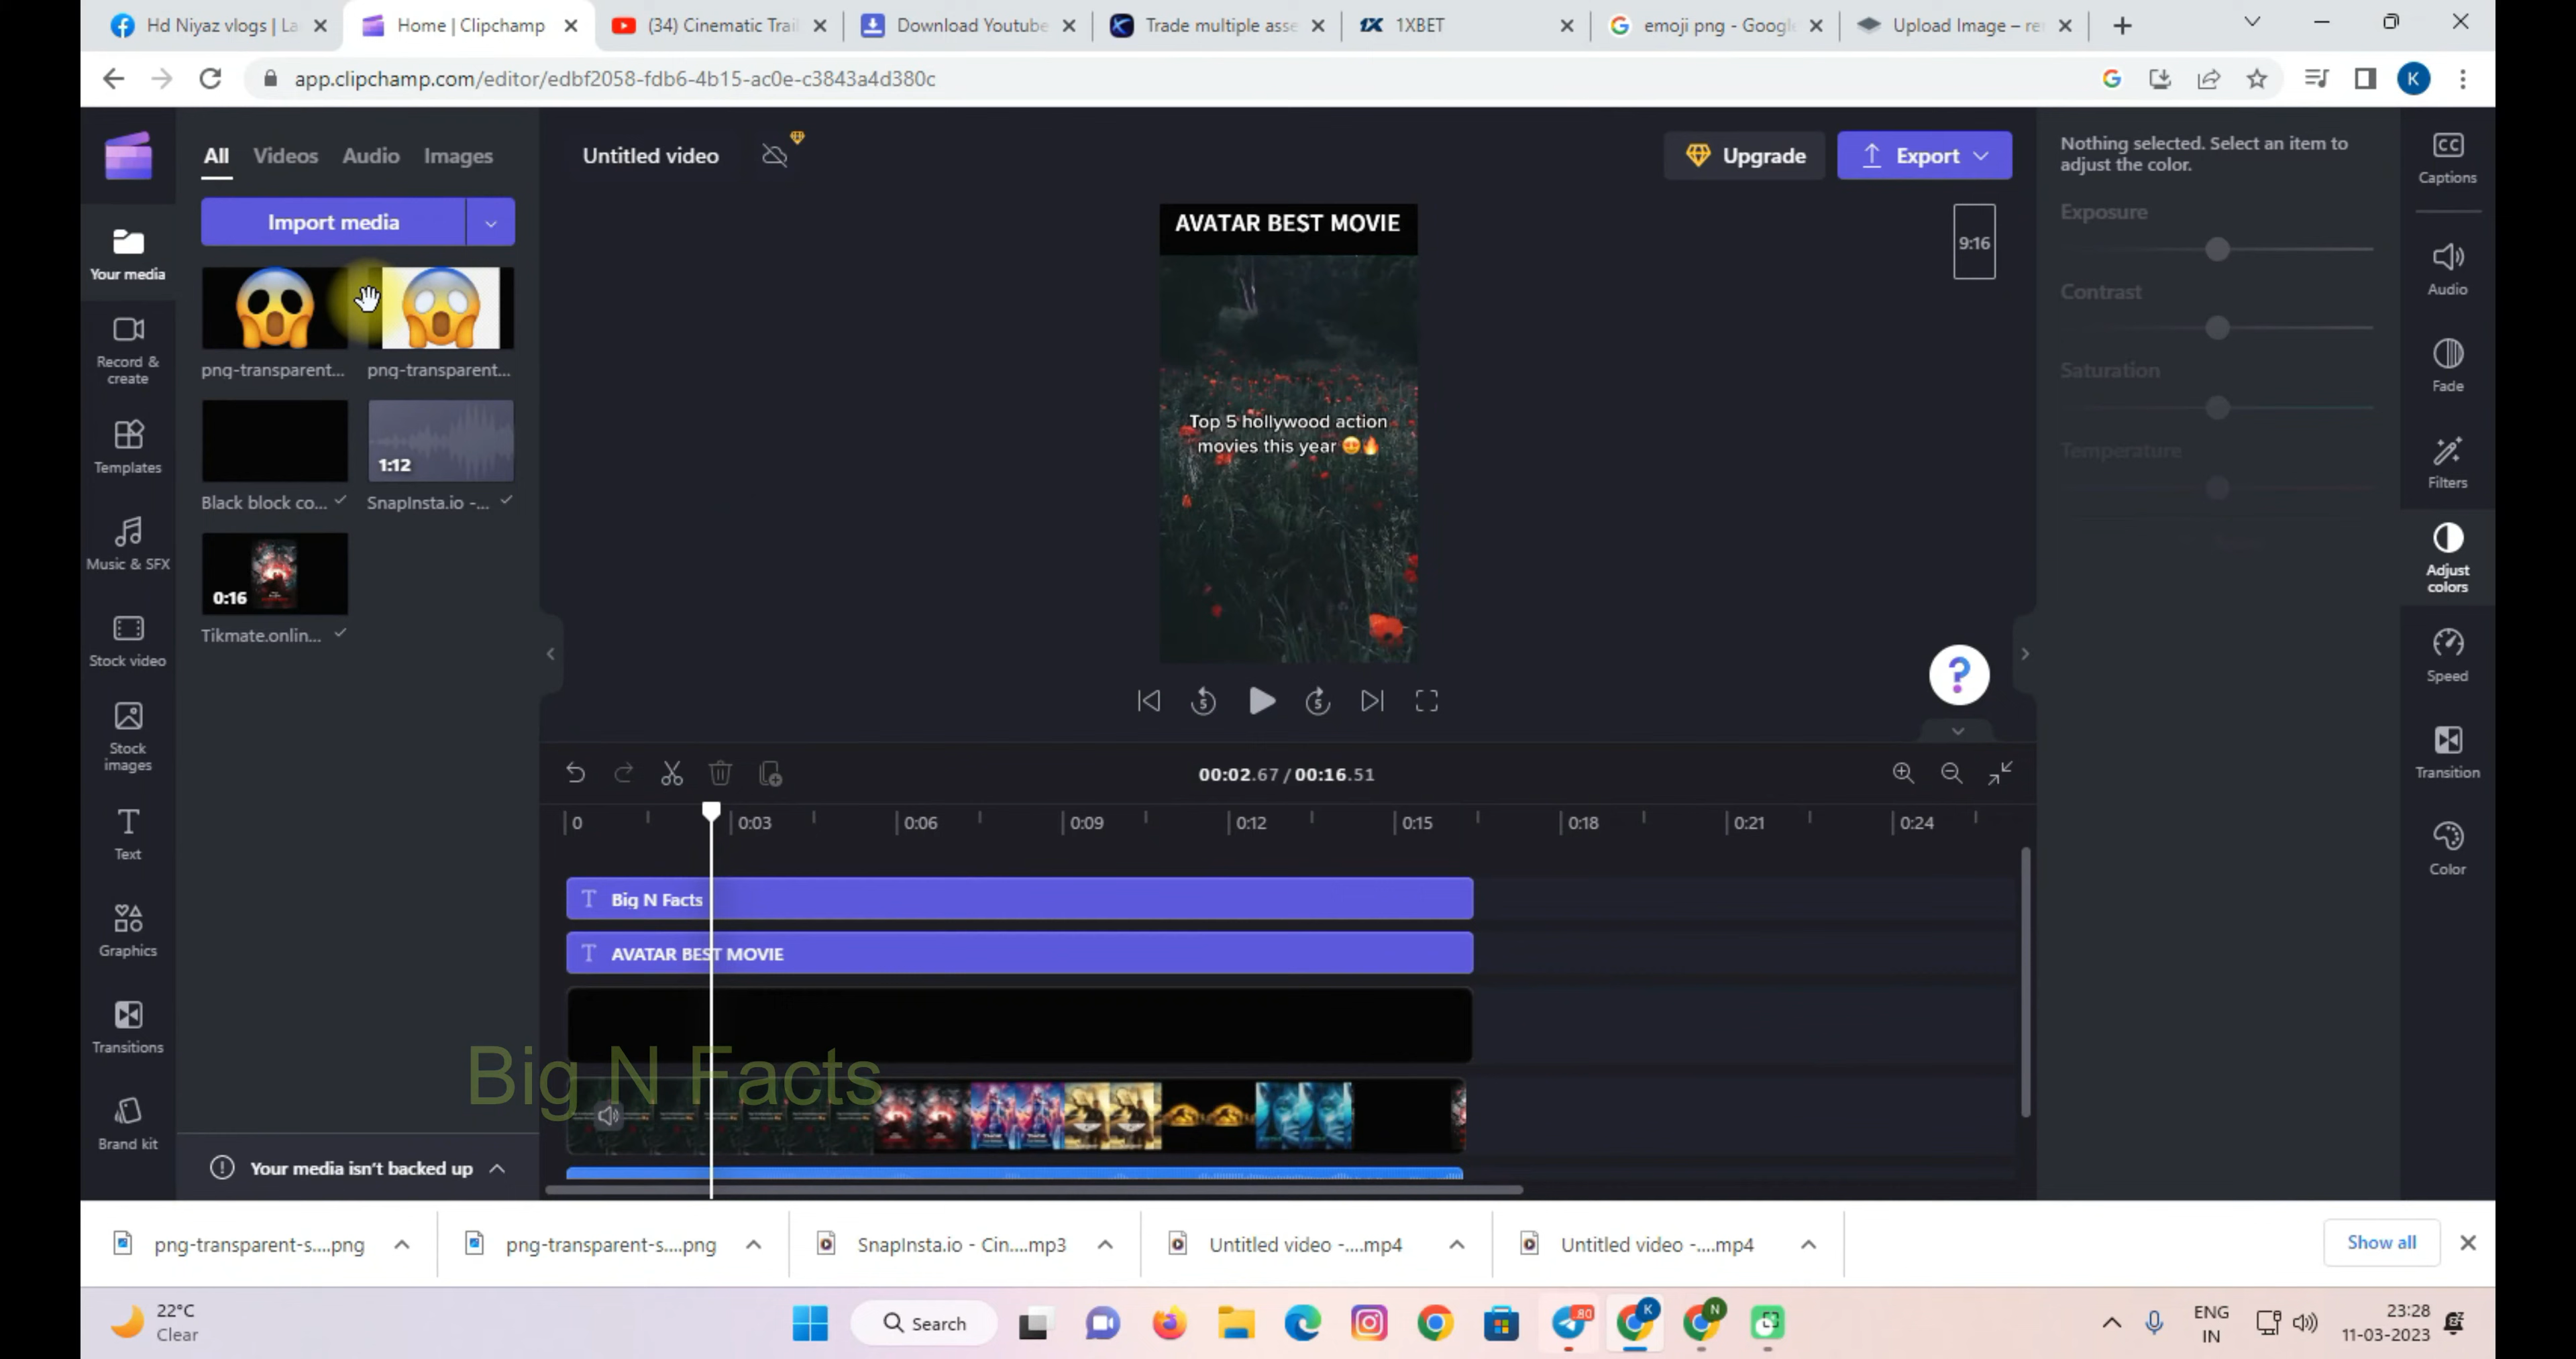 Hd Niyaz vlogs | La
Home | Clipchamp
(34) Cinematic Trail
Download Youtube
Trade multiple asse
1XBET
emoji png - Google
Upload Image – re
app.clipchamp.com/editor/edbf2058-fdb6-4b15-ac0e-c3843a4d380c
K
All Videos Audio Images
Import media
Your media
png-transparent...
png-transparent...
Record &
create
1:12
Black block co...
SnapInsta.io -...
Templates
0:16
Tikmate.onlin...
Music & SFX
Stock video
Stock
images
Text
Graphics
Transitions
Brand kit
Your media isn't backed up
Untitled video
Upgrade
Export
AVATAR BEST MOVIE
Top 5 hollywood action
movies this year 😍🔥
9:16
?
5
5
00:02.67 / 00:16.51
0 0:03 0:06 0:09 0:12 0:15 0:18 0:21 0:24
Big N Facts
AVATAR BEST MOVIE
Big N Facts
Nothing selected. Select an item to
adjust the color.
Exposure
Contrast
Saturation
Temperature
CC
Captions
Audio
Fade
Filters
Adjust
colors
Speed
Transition
Color
png-transparent-s....png
png-transparent-s....png
SnapInsta.io - Cin....mp3
Untitled video -....mp4
Untitled video -....mp4
Show all
22°C
Clear
Search
80
K
N
ENG
IN
23:28
11-03-2023